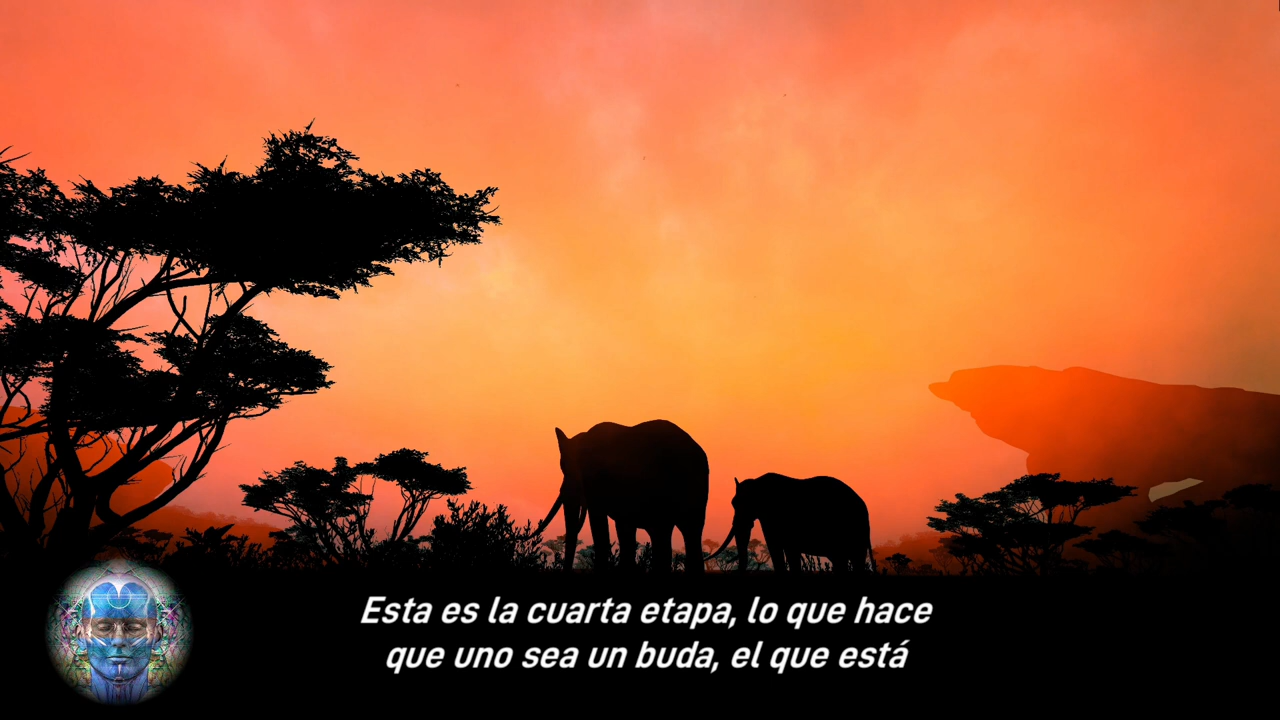 Esta es la cuarta etapa, lo que hace
que uno sea un buda, el que está